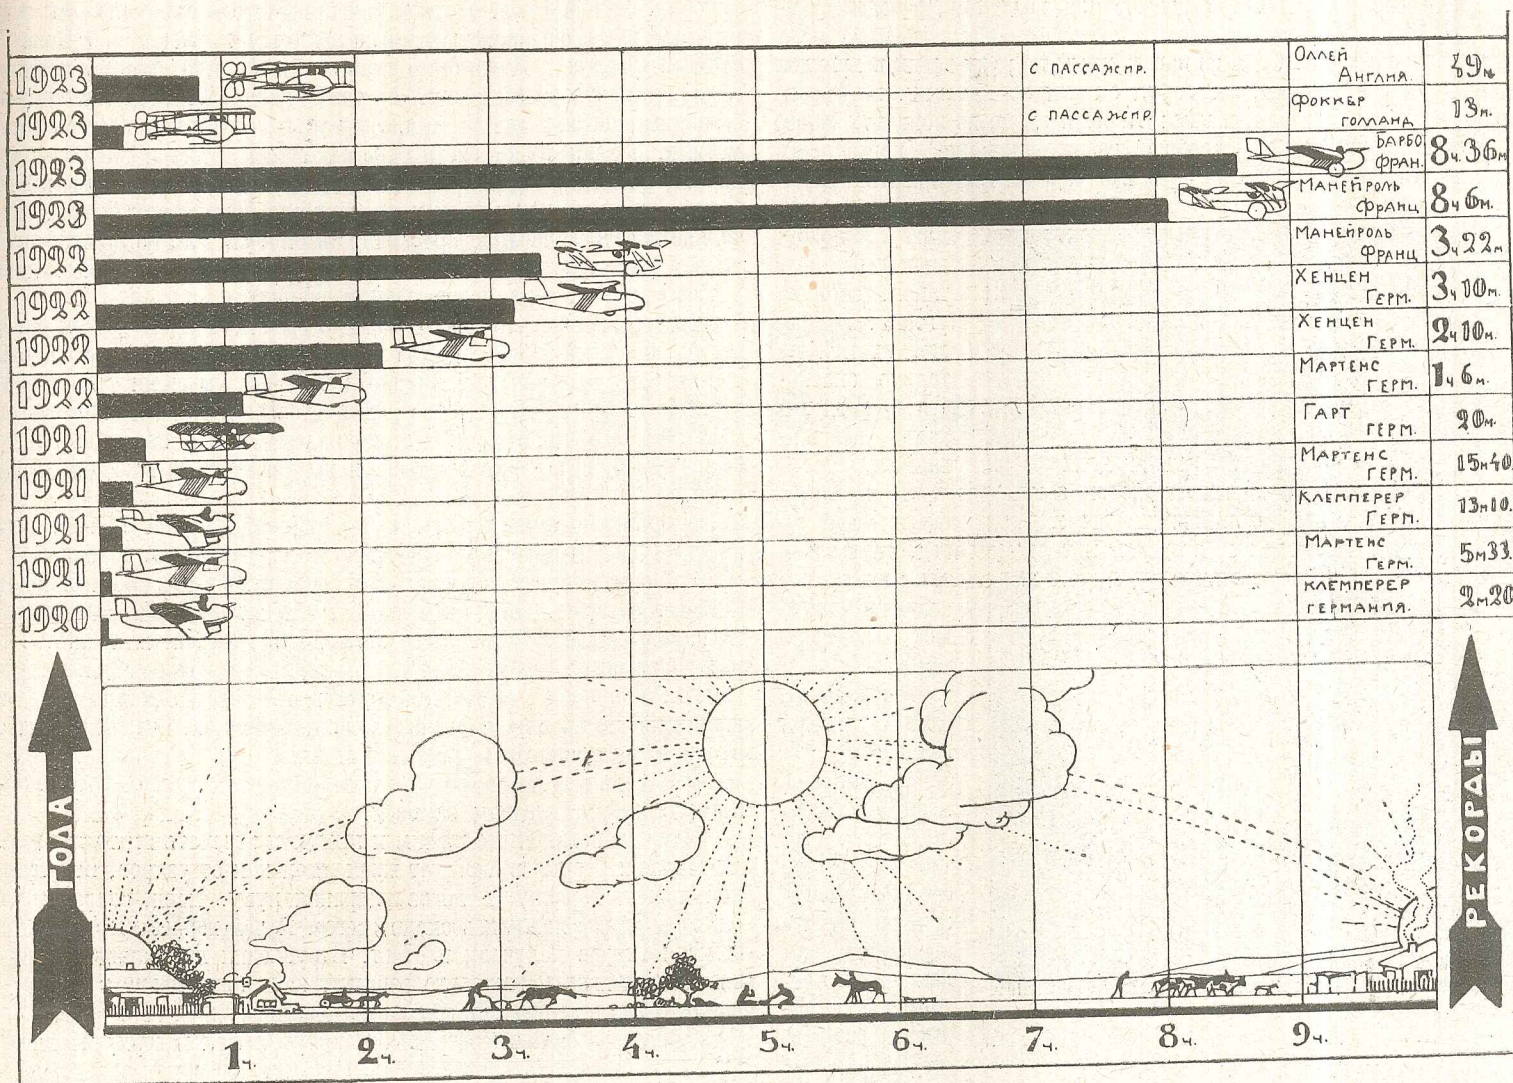 1923
с пассажир.
Оллей
Англия.
49м
1923
с пассажир.
Фоккер
голланд
13м.
1923
Барбо
фран.
8ч. 36м
1923
Манейроль
франц
8ч 6м.
1922
Манейроль
франц
3ч. 22м
1922
Хенцен
Герм.
3ч 10м.
1922
Хенцен
Герм.
2ч 10м.
1922
Мартенс
Герм.
1ч 6м.
1921
Гарт
герм.
20м.
1921
Мартенс
герм.
15м40.
1921
Клемперер
Герм.
13м10.
1921
Мартенс
Герм.
5м33.
1920
клемперер
германия.
2м20
ГОДА
РЕКОРДЫ
1ч. 2ч. 3ч. 4ч. 5ч. 6ч. 7ч. 8ч. 9ч.